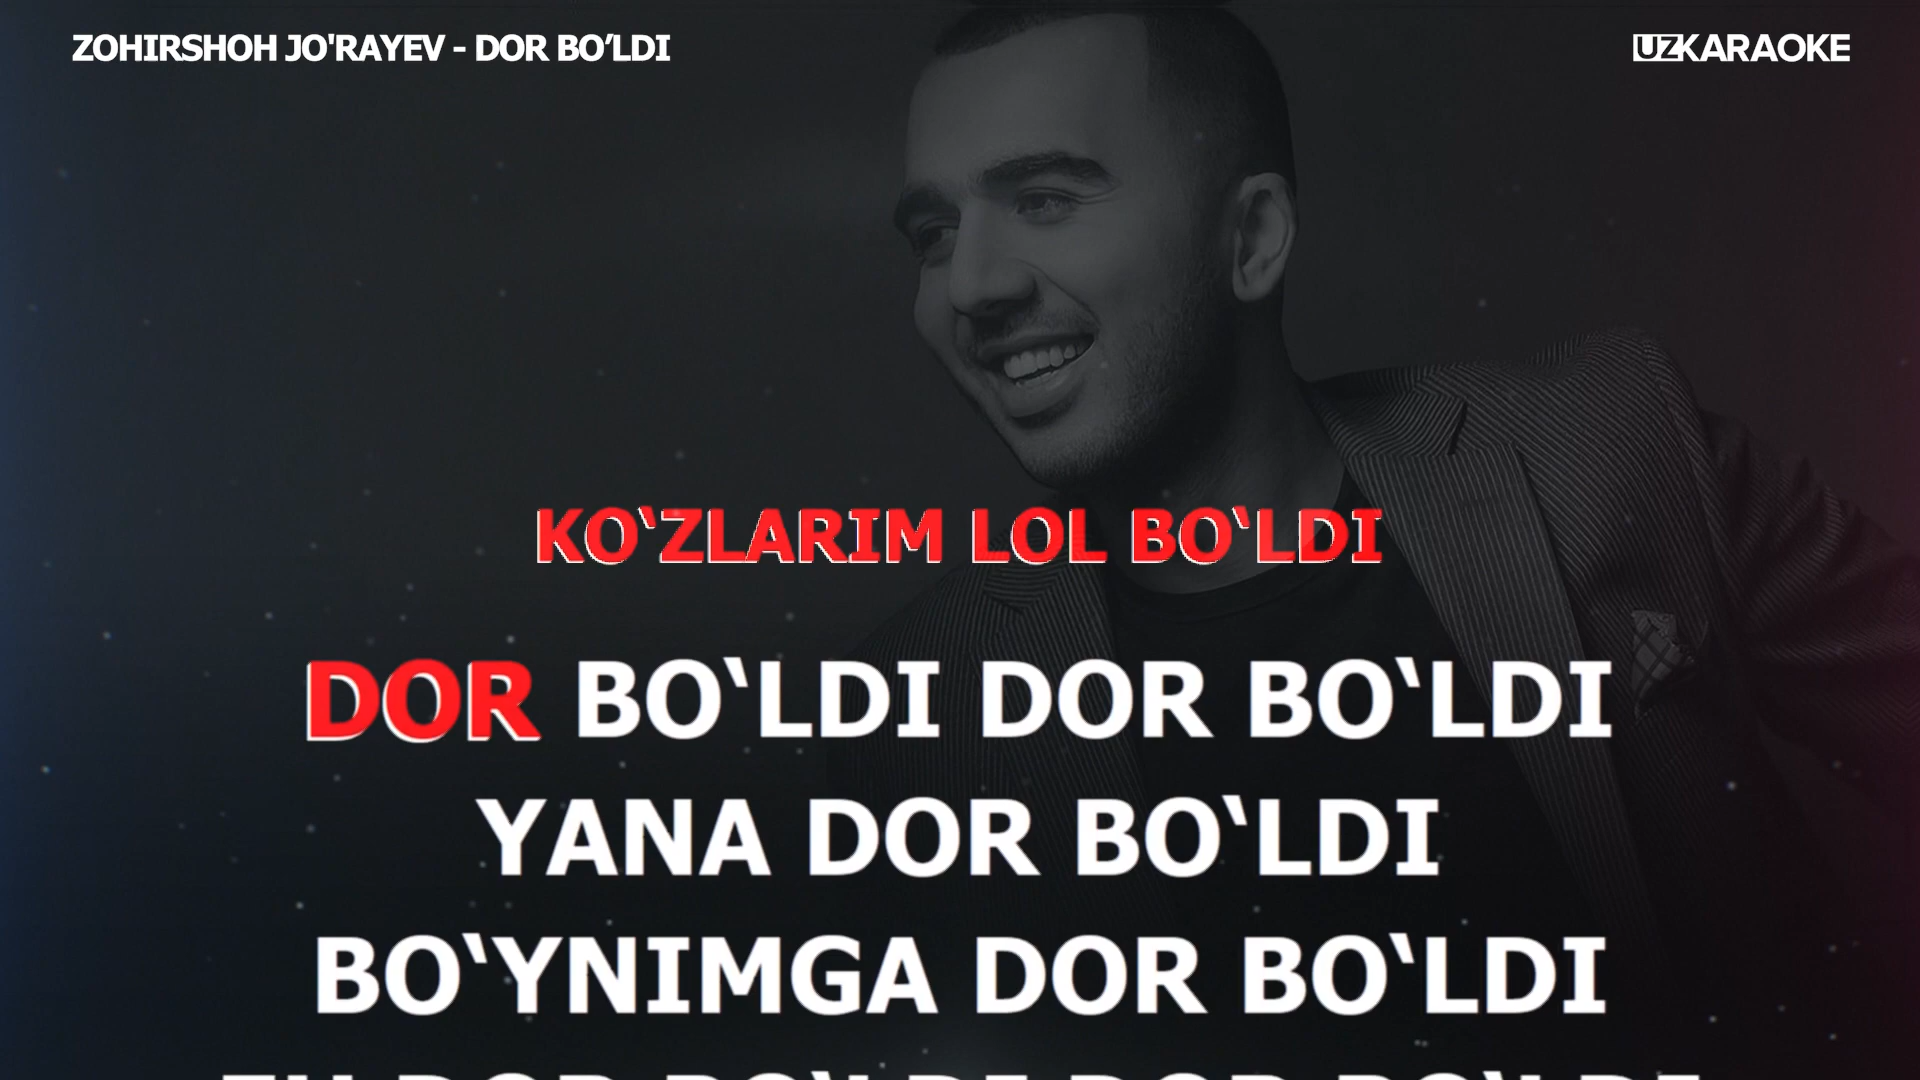 ZOHIRSHOH JO'RAYEV - DOR BO’LDI
UZKARAOKE
KO‘ZLARIM LOL BO‘LDI
DOR BO‘LDI DOR BO‘LDI
YANA DOR BO‘LDI
BO‘YNIMGA DOR BO‘LDI